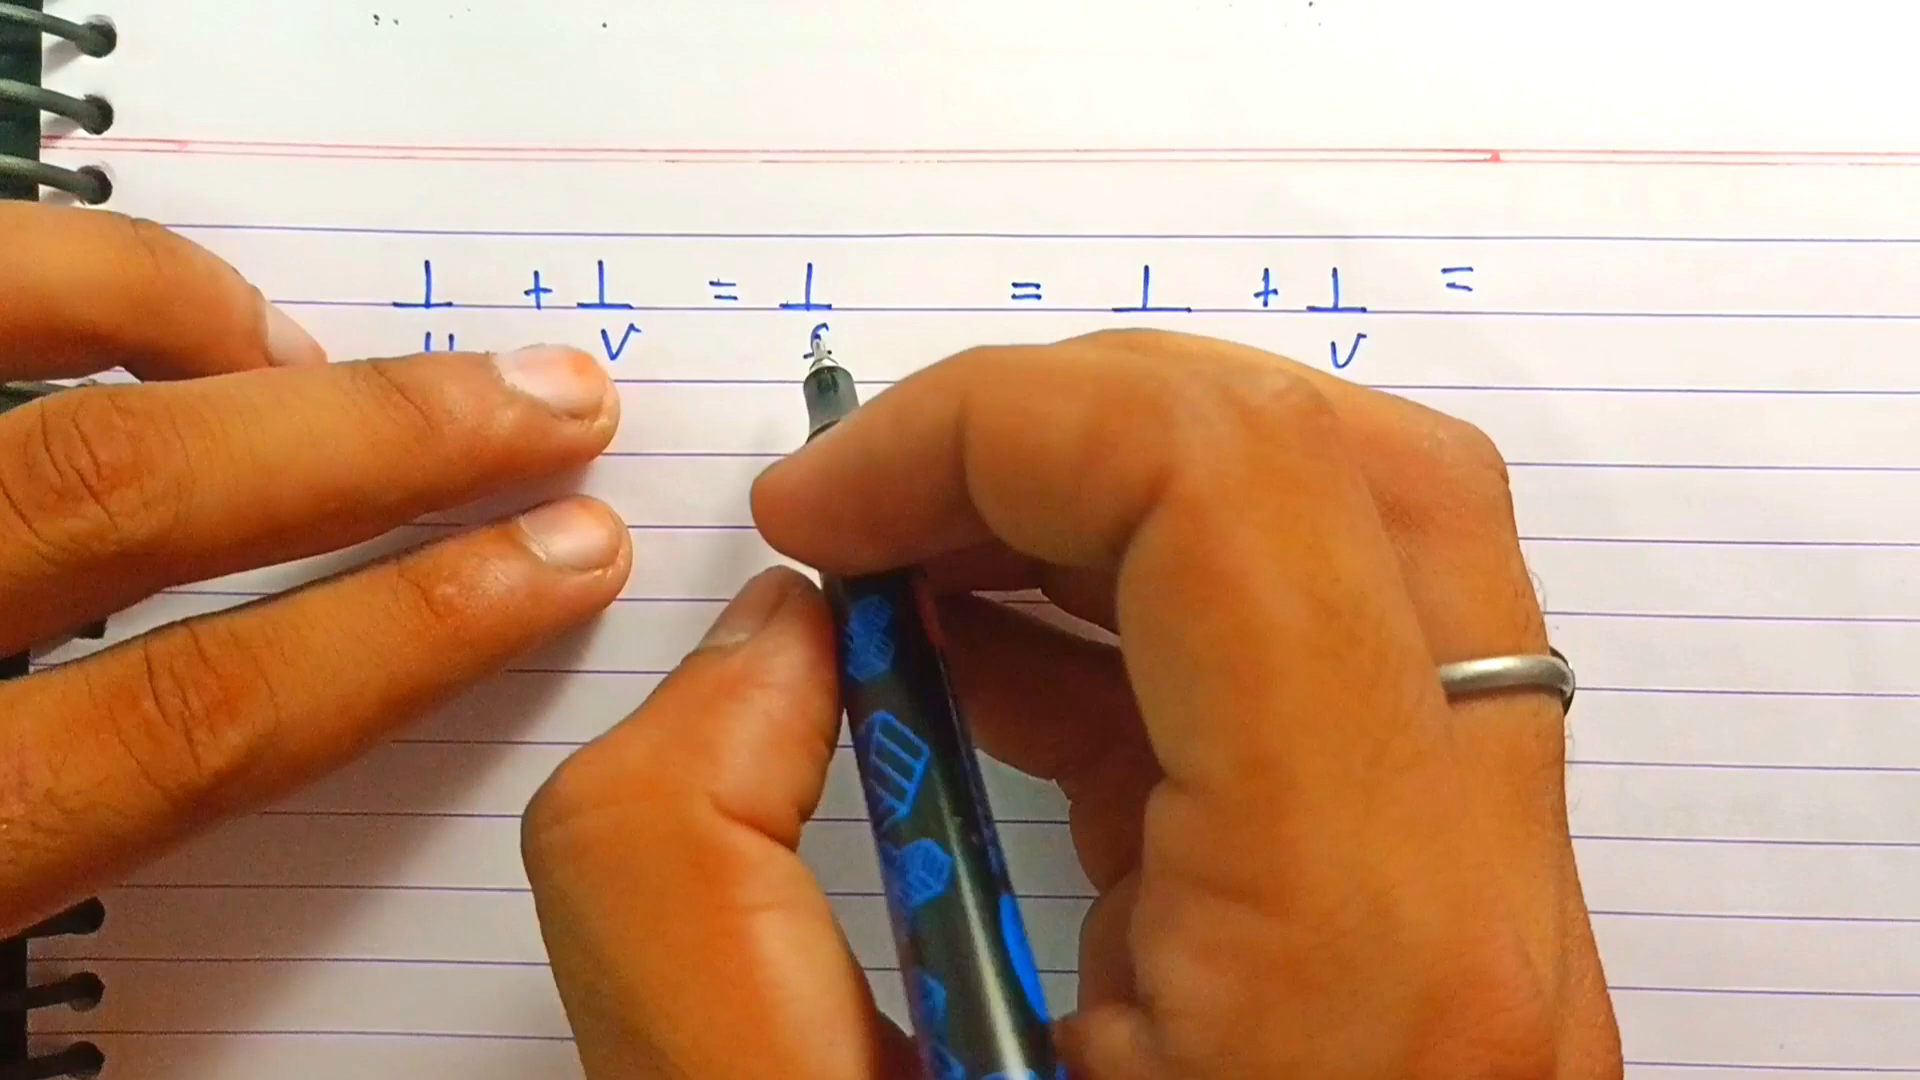 1/u + 1/v = 1/f = 1/ + 1/v =